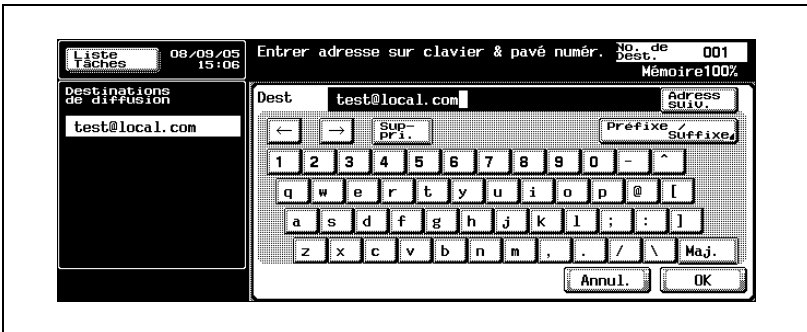 Liste Tâches
08/09/05
15:06
Entrer adresse sur clavier & pavé numér.
No. de Dest. 001
Mémoire100%
Destinations de diffusion
test@local.com
Dest test@local.com
Adress suiv.
← → Sup-pri. Préfixe / Suffixe
1 2 3 4 5 6 7 8 9 0 - ^
q w e r t y u i o p @ [
a s d f g h j k l ; : ]
z x c v b n m , . / \ Maj.
Annul. OK